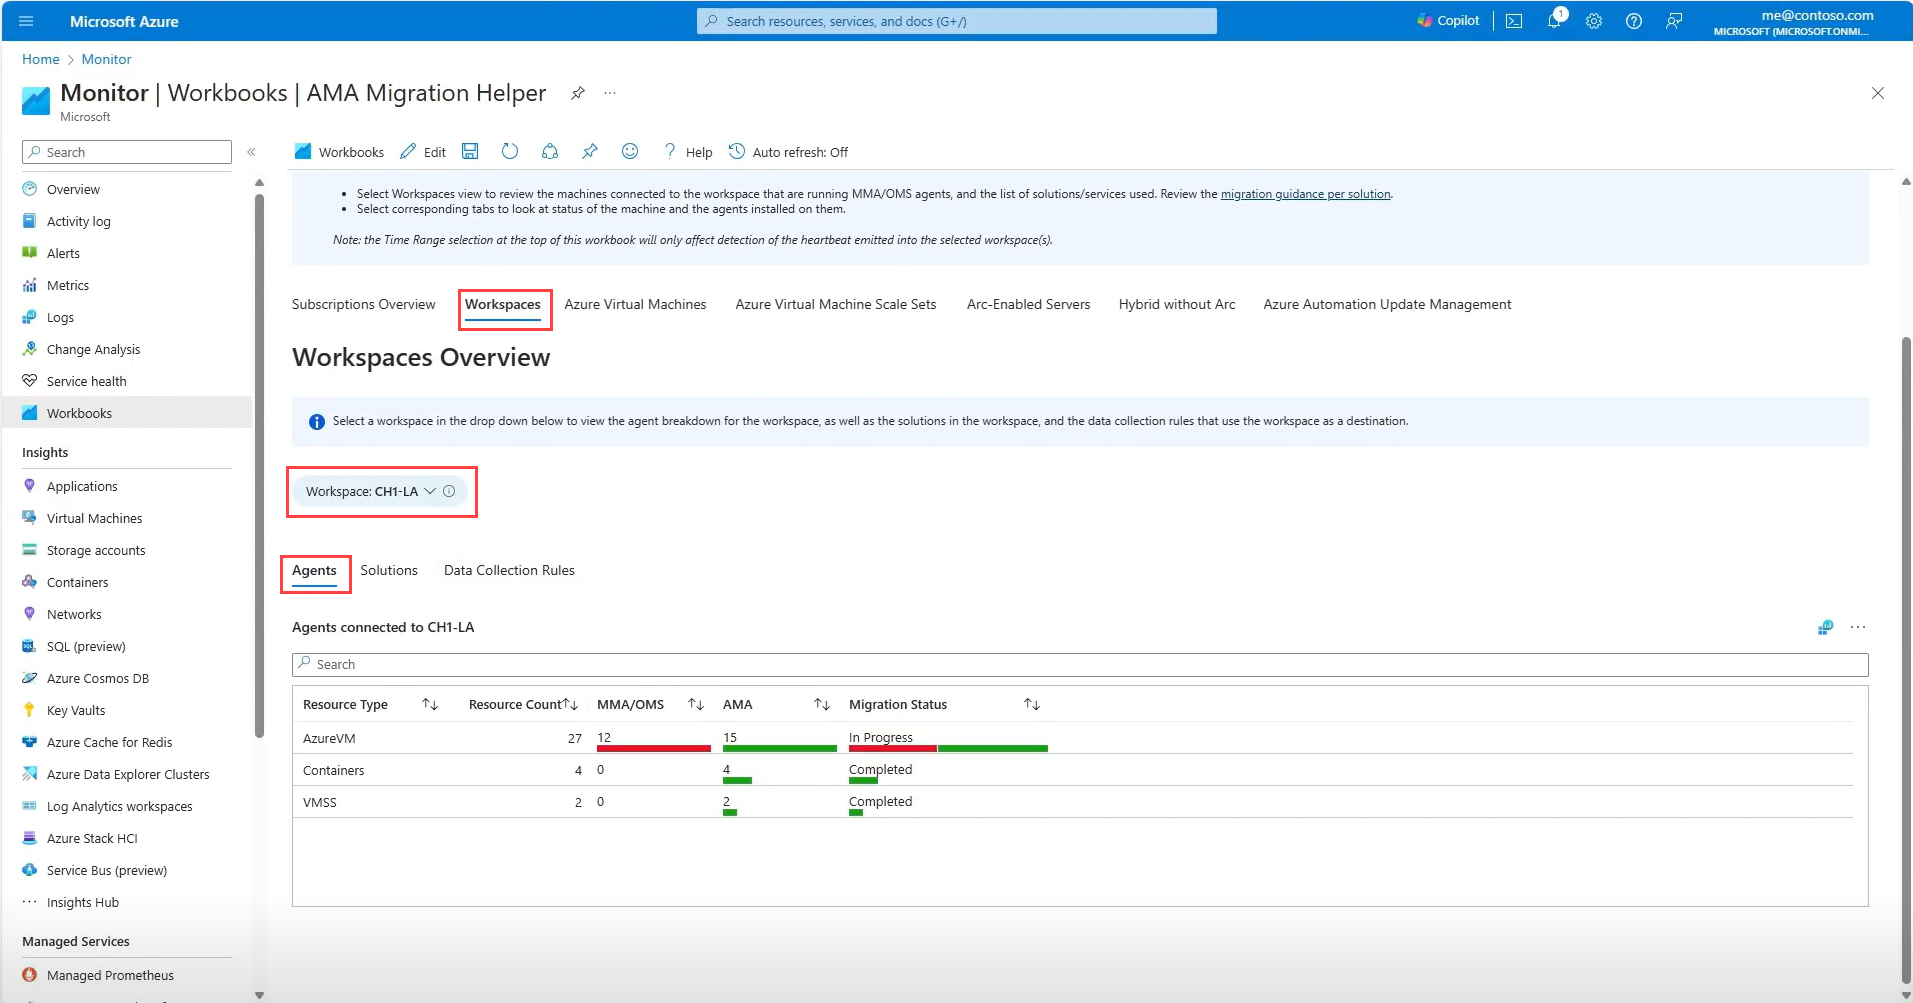 Microsoft Azure
Search resources, services, and docs (G+/)
Copilot
1
me@contoso.com
MICROSOFT (MICROSOFT.ONMI...
Home > Monitor
Monitor | Workbooks | AMA Migration Helper
Microsoft
Search
Overview
Activity log
Alerts
Metrics
Logs
Change Analysis
Service health
Workbooks
Insights
Applications
Virtual Machines
Storage accounts
Containers
Networks
SQL (preview)
Azure Cosmos DB
Key Vaults
Azure Cache for Redis
Azure Data Explorer Clusters
Log Analytics workspaces
Azure Stack HCI
Service Bus (preview)
Insights Hub
Managed Services
Managed Prometheus
Workbooks Edit Help Auto refresh: Off
• Select Workspaces view to review the machines connected to the workspace that are running MMA/OMS agents, and the list of solutions/services used. Review the migration guidance per solution.
• Select corresponding tabs to look at status of the machine and the agents installed on them.
Note: the Time Range selection at the top of this workbook will only affect detection of the heartbeat emitted into the selected workspace(s).
Subscriptions Overview Workspaces Azure Virtual Machines Azure Virtual Machine Scale Sets Arc-Enabled Servers Hybrid without Arc Azure Automation Update Management
Workspaces Overview
Select a workspace in the drop down below to view the agent breakdown for the workspace, as well as the solutions in the workspace, and the data collection rules that use the workspace as a destination.
Workspace: CH1-LA
Agents Solutions Data Collection Rules
Agents connected to CH1-LA
Search
Resource Type Resource Count MMA/OMS AMA Migration Status
AzureVM 27 12 15 In Progress
Containers 4 0 4 Completed
VMSS 2 0 2 Completed